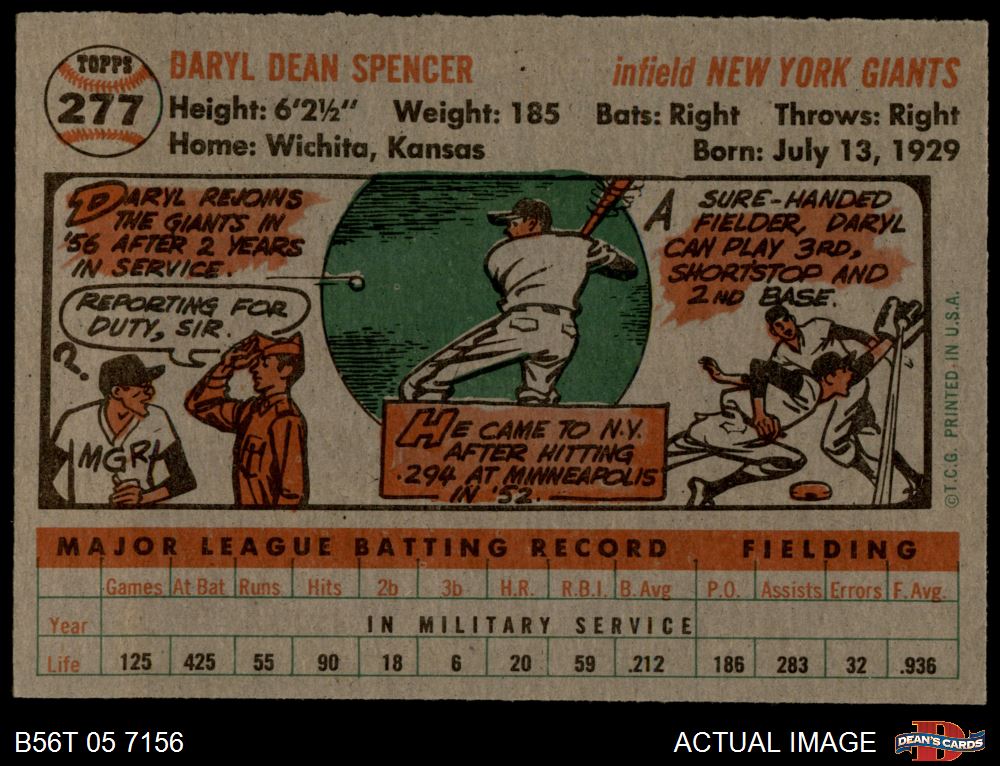 TOPPS
277
DARYL DEAN SPENCER infield NEW YORK GIANTS
Height: 6'2½" Weight: 185 Bats: Right Throws: Right
Home: Wichita, Kansas Born: July 13, 1929
DARYL REJOINS
THE GIANTS IN
'56 AFTER 2 YEARS
IN SERVICE.
REPORTING FOR
DUTY, SIR.
?
MGR.
HE CAME TO N.Y.
AFTER HITTING
.294 AT MINNEAPOLIS
IN '52.
A SURE-HANDED
FIELDER, DARYL
CAN PLAY 3RD,
SHORTSTOP AND
2ND BASE.
©T.C.G. PRINTED IN U.S.A.
MAJOR LEAGUE BATTING RECORD FIELDING
Games At Bat Runs Hits 2b 3b H.R. R.B.I. B. Avg P.O. Assists Errors F. Avg.
Year IN MILITARY SERVICE
Life 125 425 55 90 18 6 20 59 .212 186 283 32 .936
B56T 05 7156 ACTUAL IMAGE DEAN'S CARDS